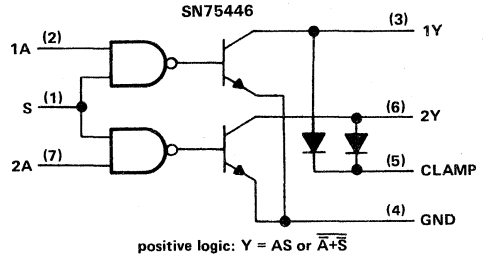 SN75446
1A (2)
S (1)
2A (7)
(3) 1Y
(6) 2Y
(5) CLAMP
(4) GND
positive logic: Y = AS or A̅+S̅